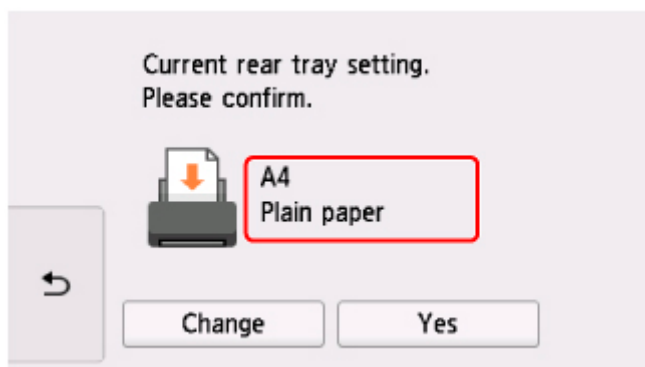 Current rear tray setting.
Please confirm.
A4
Plain paper
Change
Yes